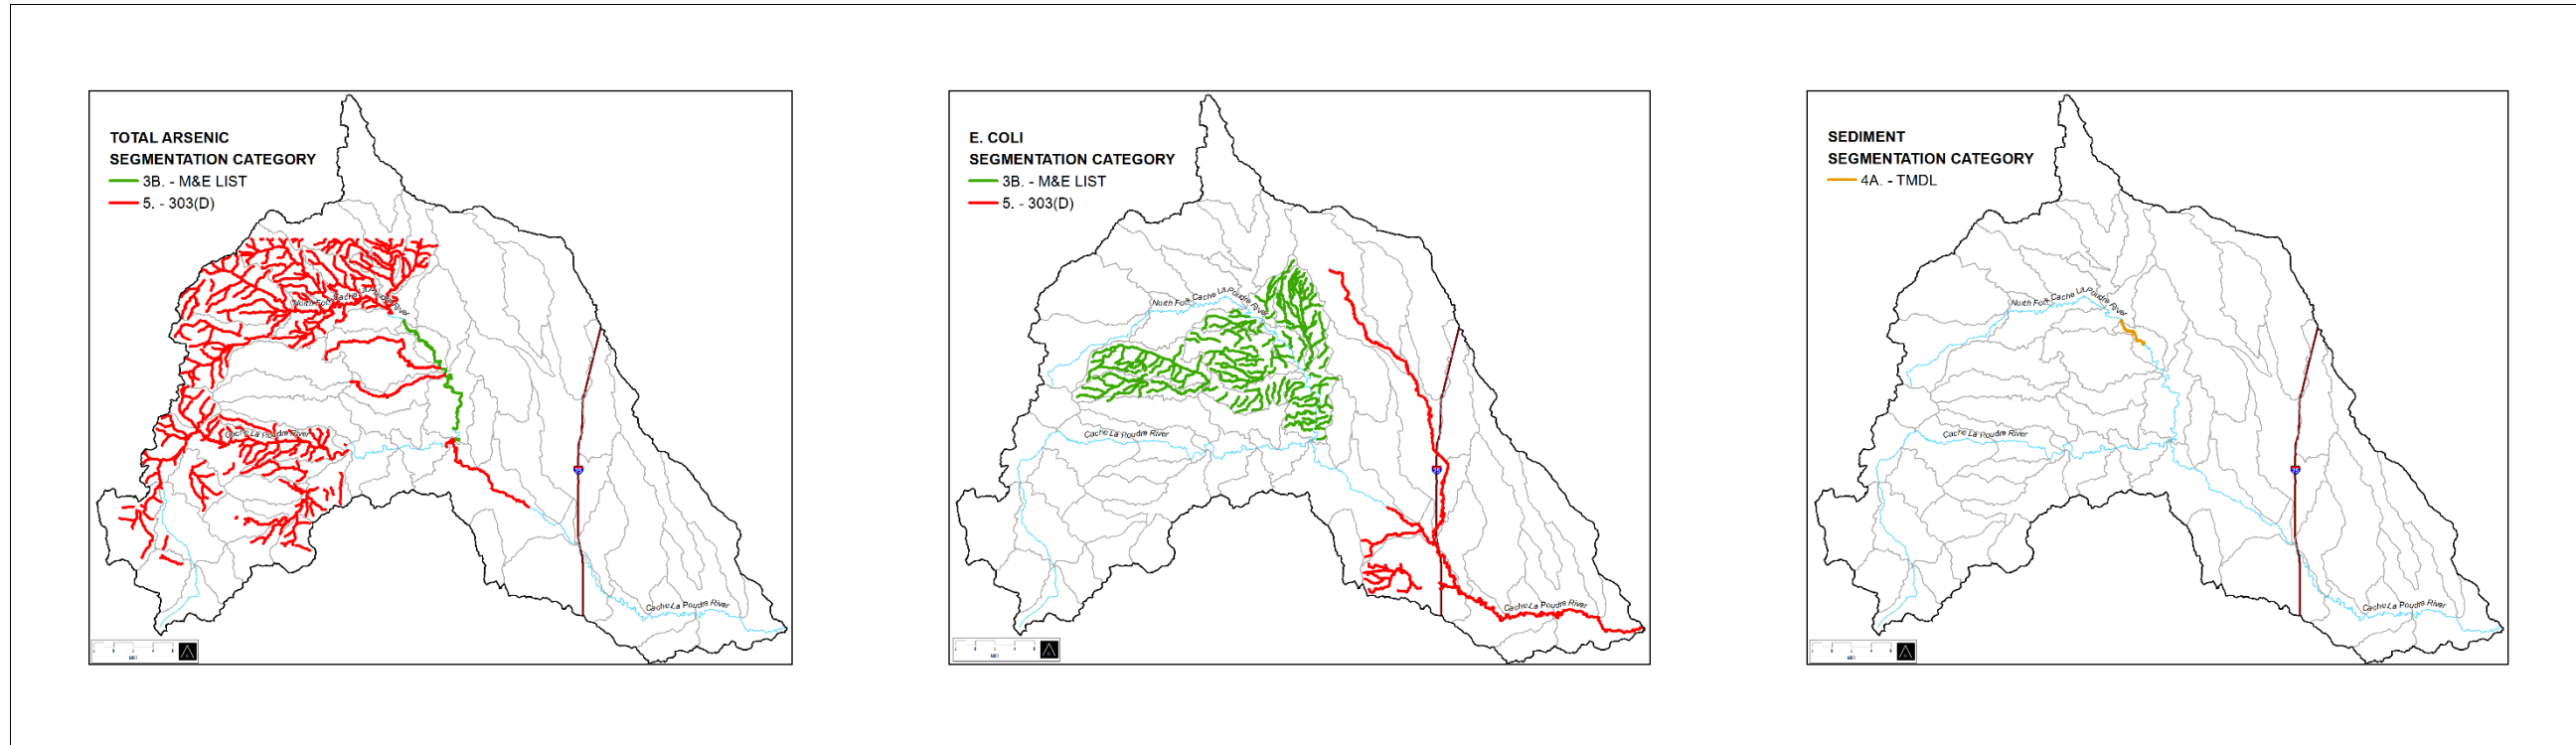 TOTAL ARSENIC
SEGMENTATION CATEGORY
3B. - M&E LIST
5. - 303(D)
North Fork Cache La Poudre River
Cache La Poudre River
Cache La Poudre River
E. COLI
SEGMENTATION CATEGORY
3B. - M&E LIST
5. - 303(D)
North Fork Cache La Poudre River
Cache La Poudre River
Cache La Poudre River
SEDIMENT
SEGMENTATION CATEGORY
4A. - TMDL
North Fork Cache La Poudre River
Cache La Poudre River
Cache La Poudre River